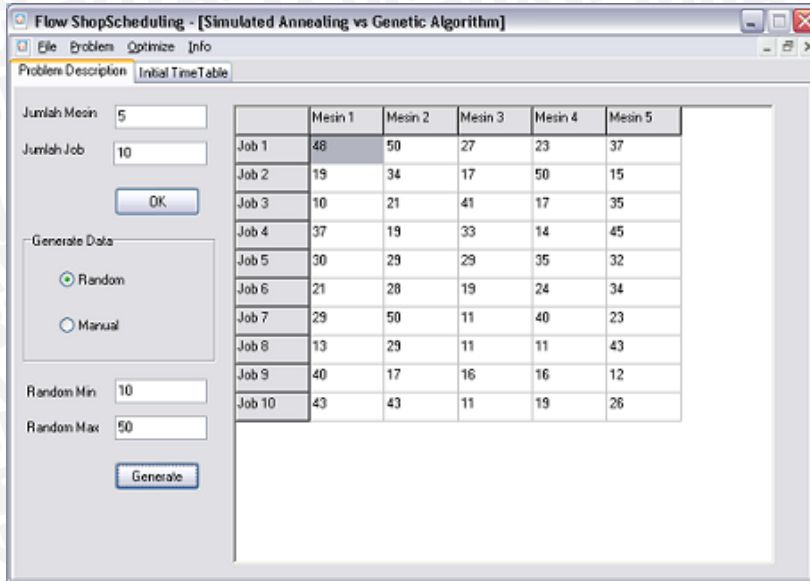 Flow ShopScheduling - [Simulated Annealing vs Genetic Algorithm]
File Problem Optimize Info
Problem Description Initial TimeTable
Jumlah Mesin 5
Jumlah Job 10
OK
Generate Data
Random
Manual
Random Min 10
Random Max 50
Generate
Mesin 1 Mesin 2 Mesin 3 Mesin 4 Mesin 5
Job 1 48 50 27 23 37
Job 2 19 34 17 50 15
Job 3 10 21 41 17 35
Job 4 37 19 33 14 45
Job 5 30 29 29 35 32
Job 6 21 28 19 24 34
Job 7 29 50 11 40 23
Job 8 13 29 11 11 43
Job 9 40 17 16 16 12
Job 10 43 43 11 19 26